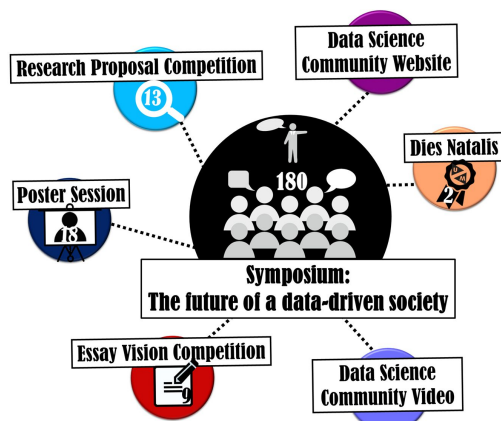 Data Science
Community Website
Research Proposal Competition
13
Dies Natalis
2
180
Poster Session
18
Symposium:
The future of a data-driven society
Essay Vision Competition
9
Data Science
Community Video